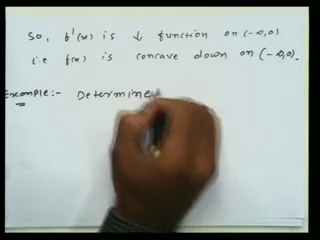 So, f'(x) is ↓ function on (-∞,0).
i.e f(x) is concave down on (-∞,0).
Example:- Determine